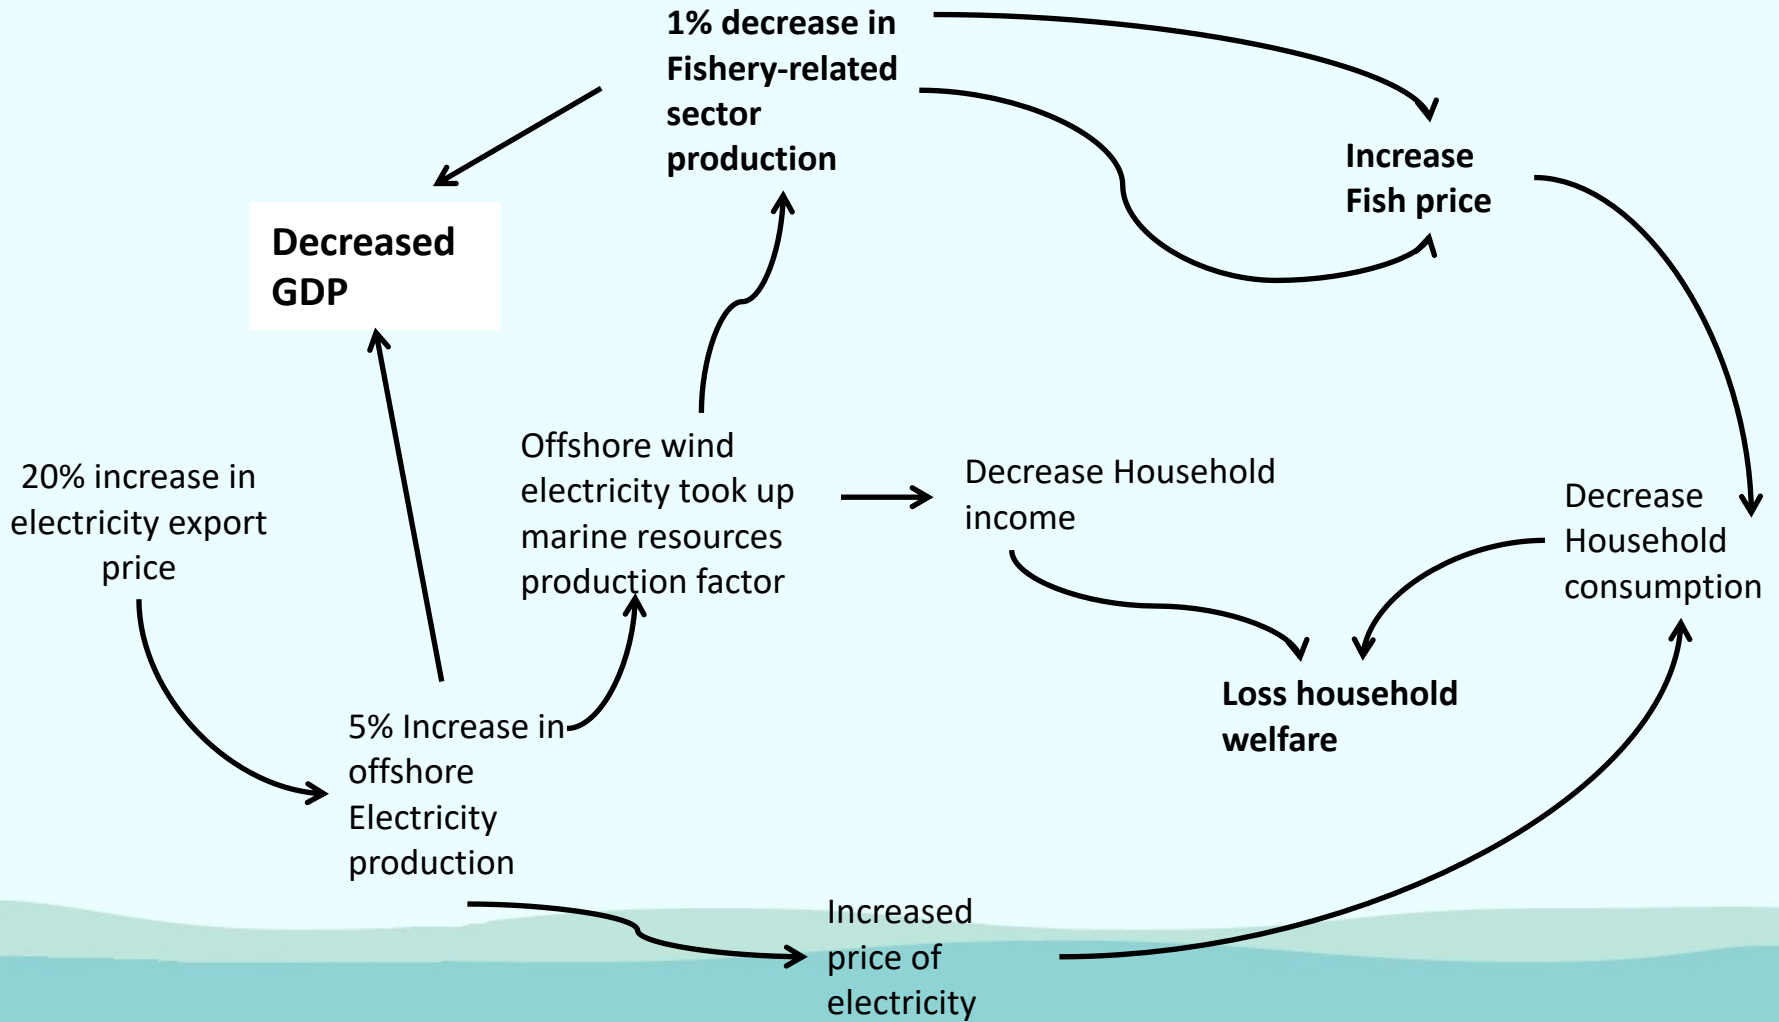 1% decrease in
Fishery-related
sector
production
Increase
Fish price
Decreased
GDP
20% increase in
electricity export
price
Offshore wind
electricity took up
marine resources
production factor
Decrease Household
income
Decrease
Household
consumption
Loss household
welfare
5% Increase in
offshore
Electricity
production
Increased
price of
electricity